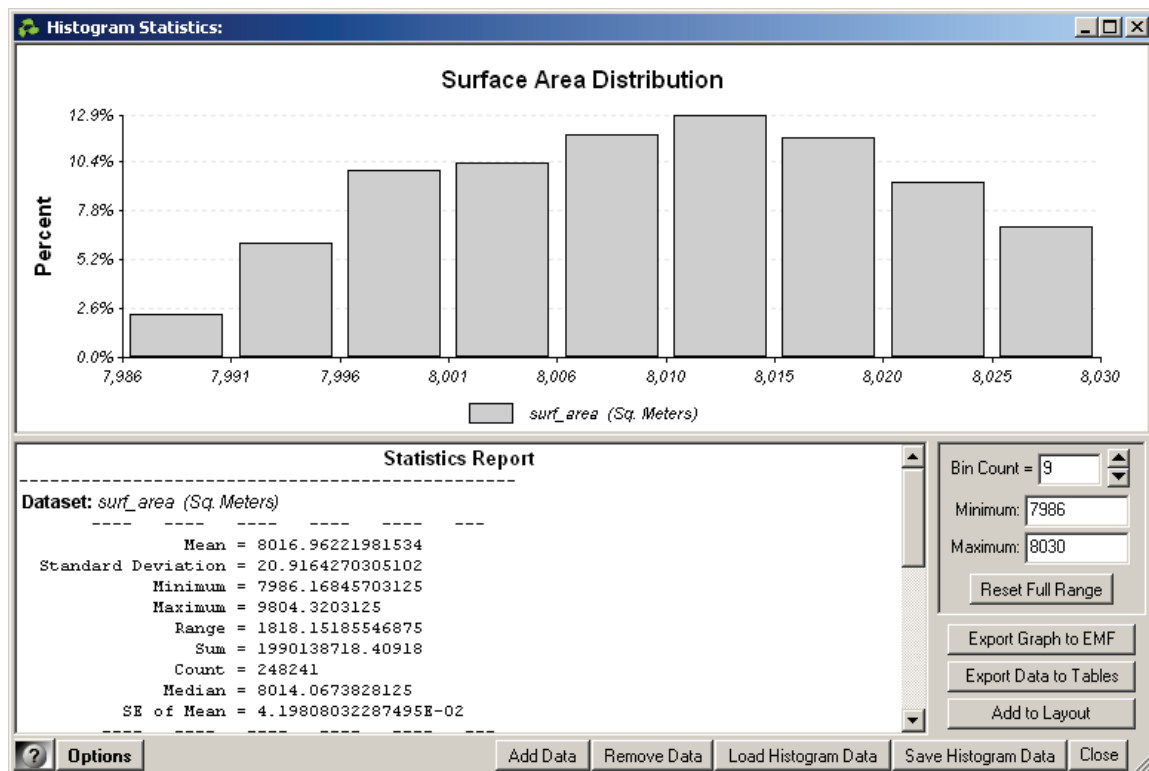 Histogram Statistics:
Surface Area Distribution
Percent
12.9%
10.4%
7.8%
5.2%
2.6%
0.0%
7,986 7,991 7,996 8,001 8,006 8,010 8,015 8,020 8,025 8,030
surf_area (Sq. Meters)
Statistics Report
Dataset: surf_area (Sq. Meters)
Mean = 8016.96221981534
Standard Deviation = 20.9164270305102
Minimum = 7986.16845703125
Maximum = 9804.3203125
Range = 1818.15185546875
Sum = 1990138718.40918
Count = 248241
Median = 8014.0673828125
SE of Mean = 4.19808032287495E-02
Bin Count = 9
Minimum: 7986
Maximum: 8030
Reset Full Range
Export Graph to EMF
Export Data to Tables
Add to Layout
? Options Add Data Remove Data Load Histogram Data Save Histogram Data Close